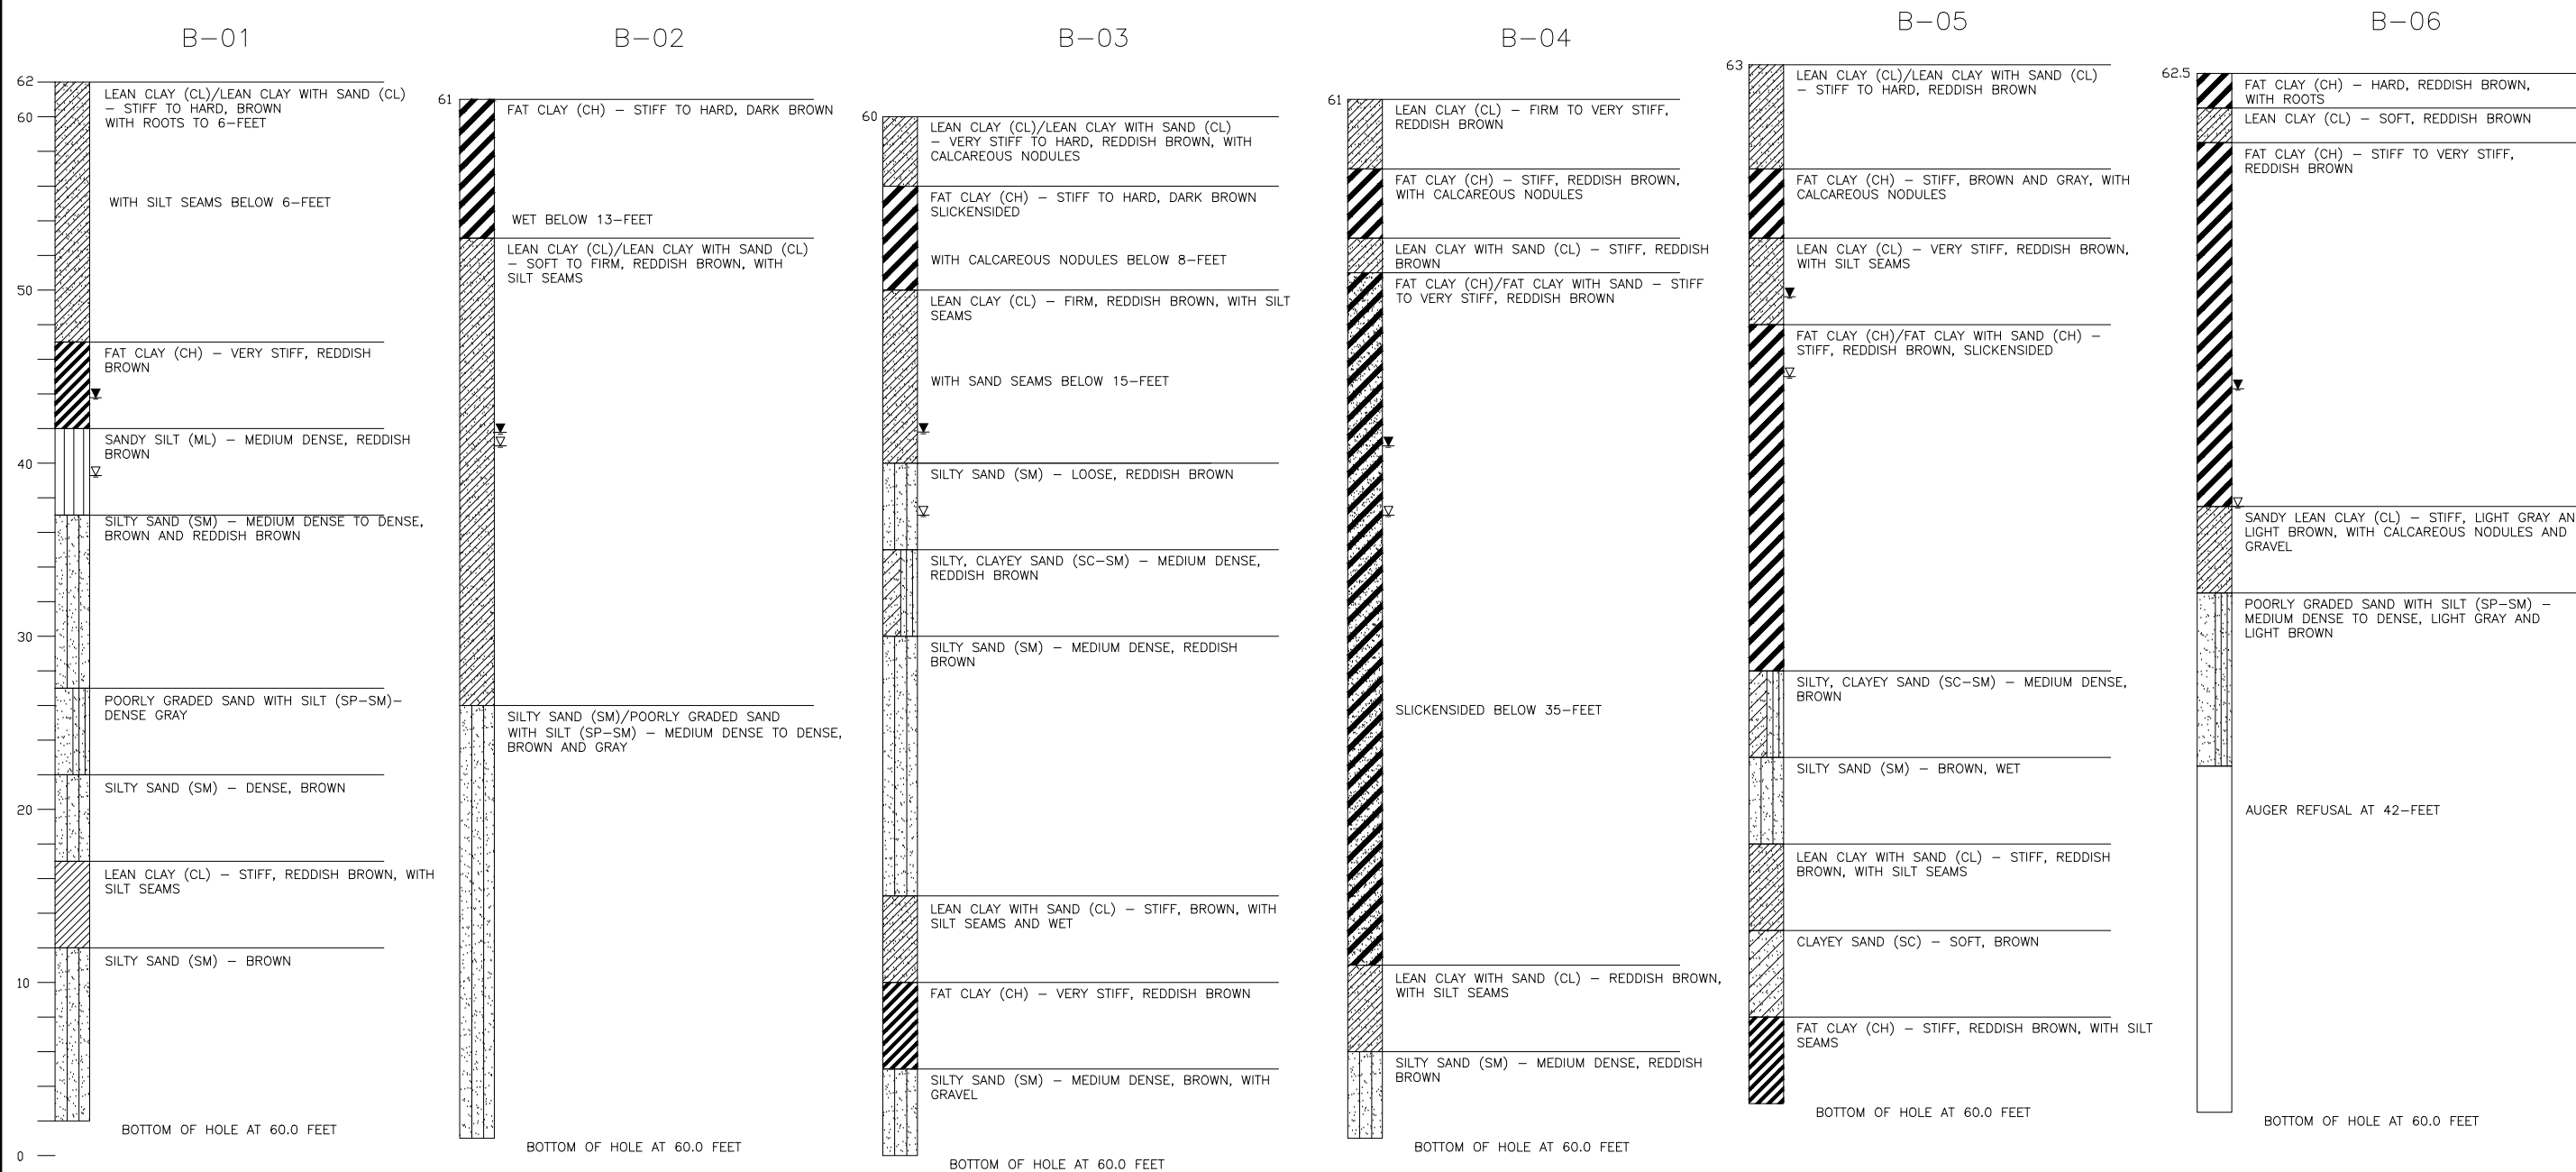 B-01
62
60
50
40
30
20
10
0
LEAN CLAY (CL)/LEAN CLAY WITH SAND (CL)
- STIFF TO HARD, BROWN
WITH ROOTS TO 6-FEET
WITH SILT SEAMS BELOW 6-FEET
FAT CLAY (CH) - VERY STIFF, REDDISH
BROWN
SANDY SILT (ML) - MEDIUM DENSE, REDDISH
BROWN
SILTY SAND (SM) - MEDIUM DENSE TO DENSE,
BROWN AND REDDISH BROWN
POORLY GRADED SAND WITH SILT (SP-SM)-
DENSE GRAY
SILTY SAND (SM) - DENSE, BROWN
LEAN CLAY (CL) - STIFF, REDDISH BROWN, WITH
SILT SEAMS
SILTY SAND (SM) - BROWN
BOTTOM OF HOLE AT 60.0 FEET
B-02
61
FAT CLAY (CH) - STIFF TO HARD, DARK BROWN
WET BELOW 13-FEET
LEAN CLAY (CL)/LEAN CLAY WITH SAND (CL)
- SOFT TO FIRM, REDDISH BROWN, WITH
SILT SEAMS
SILTY SAND (SM)/POORLY GRADED SAND
WITH SILT (SP-SM) - MEDIUM DENSE TO DENSE,
BROWN AND GRAY
BOTTOM OF HOLE AT 60.0 FEET
B-03
60
LEAN CLAY (CL)/LEAN CLAY WITH SAND (CL)
- VERY STIFF TO HARD, REDDISH BROWN, WITH
CALCAREOUS NODULES
FAT CLAY (CH) - STIFF TO HARD, DARK BROWN
SLICKENSIDED
WITH CALCAREOUS NODULES BELOW 8-FEET
LEAN CLAY (CL) - FIRM, REDDISH BROWN, WITH SILT
SEAMS
WITH SAND SEAMS BELOW 15-FEET
SILTY SAND (SM) - LOOSE, REDDISH BROWN
SILTY, CLAYEY SAND (SC-SM) - MEDIUM DENSE,
REDDISH BROWN
SILTY SAND (SM) - MEDIUM DENSE, REDDISH
BROWN
LEAN CLAY WITH SAND (CL) - STIFF, BROWN, WITH
SILT SEAMS AND WET
FAT CLAY (CH) - VERY STIFF, REDDISH BROWN
SILTY SAND (SM) - MEDIUM DENSE, BROWN, WITH
GRAVEL
BOTTOM OF HOLE AT 60.0 FEET
B-04
61
LEAN CLAY (CL) - FIRM TO VERY STIFF,
REDDISH BROWN
FAT CLAY (CH) - STIFF, REDDISH BROWN,
WITH CALCAREOUS NODULES
LEAN CLAY WITH SAND (CL) - STIFF, REDDISH
BROWN
FAT CLAY (CH)/FAT CLAY WITH SAND - STIFF
TO VERY STIFF, REDDISH BROWN
SLICKENSIDED BELOW 35-FEET
LEAN CLAY WITH SAND (CL) - REDDISH BROWN,
WITH SILT SEAMS
SILTY SAND (SM) - MEDIUM DENSE, REDDISH
BROWN
BOTTOM OF HOLE AT 60.0 FEET
B-05
63
LEAN CLAY (CL)/LEAN CLAY WITH SAND (CL)
- STIFF TO HARD, REDDISH BROWN
FAT CLAY (CH) - STIFF, BROWN AND GRAY, WITH
CALCAREOUS NODULES
LEAN CLAY (CL) - VERY STIFF, REDDISH BROWN,
WITH SILT SEAMS
FAT CLAY (CH)/FAT CLAY WITH SAND (CH) -
STIFF, REDDISH BROWN, SLICKENSIDED
SILTY, CLAYEY SAND (SC-SM) - MEDIUM DENSE,
BROWN
SILTY SAND (SM) - BROWN, WET
LEAN CLAY WITH SAND (CL) - STIFF, REDDISH
BROWN, WITH SILT SEAMS
CLAYEY SAND (SC) - SOFT, BROWN
FAT CLAY (CH) - STIFF, REDDISH BROWN, WITH SILT
SEAMS
BOTTOM OF HOLE AT 60.0 FEET
B-06
62.5
FAT CLAY (CH) - HARD, REDDISH BROWN,
WITH ROOTS
LEAN CLAY (CL) - SOFT, REDDISH BROWN
FAT CLAY (CH) - STIFF TO VERY STIFF,
REDDISH BROWN
SANDY LEAN CLAY (CL) - STIFF, LIGHT GRAY AN
LIGHT BROWN, WITH CALCAREOUS NODULES AND
GRAVEL
POORLY GRADED SAND WITH SILT (SP-SM) -
MEDIUM DENSE TO DENSE, LIGHT GRAY AND
LIGHT BROWN
AUGER REFUSAL AT 42-FEET
BOTTOM OF HOLE AT 60.0 FEET